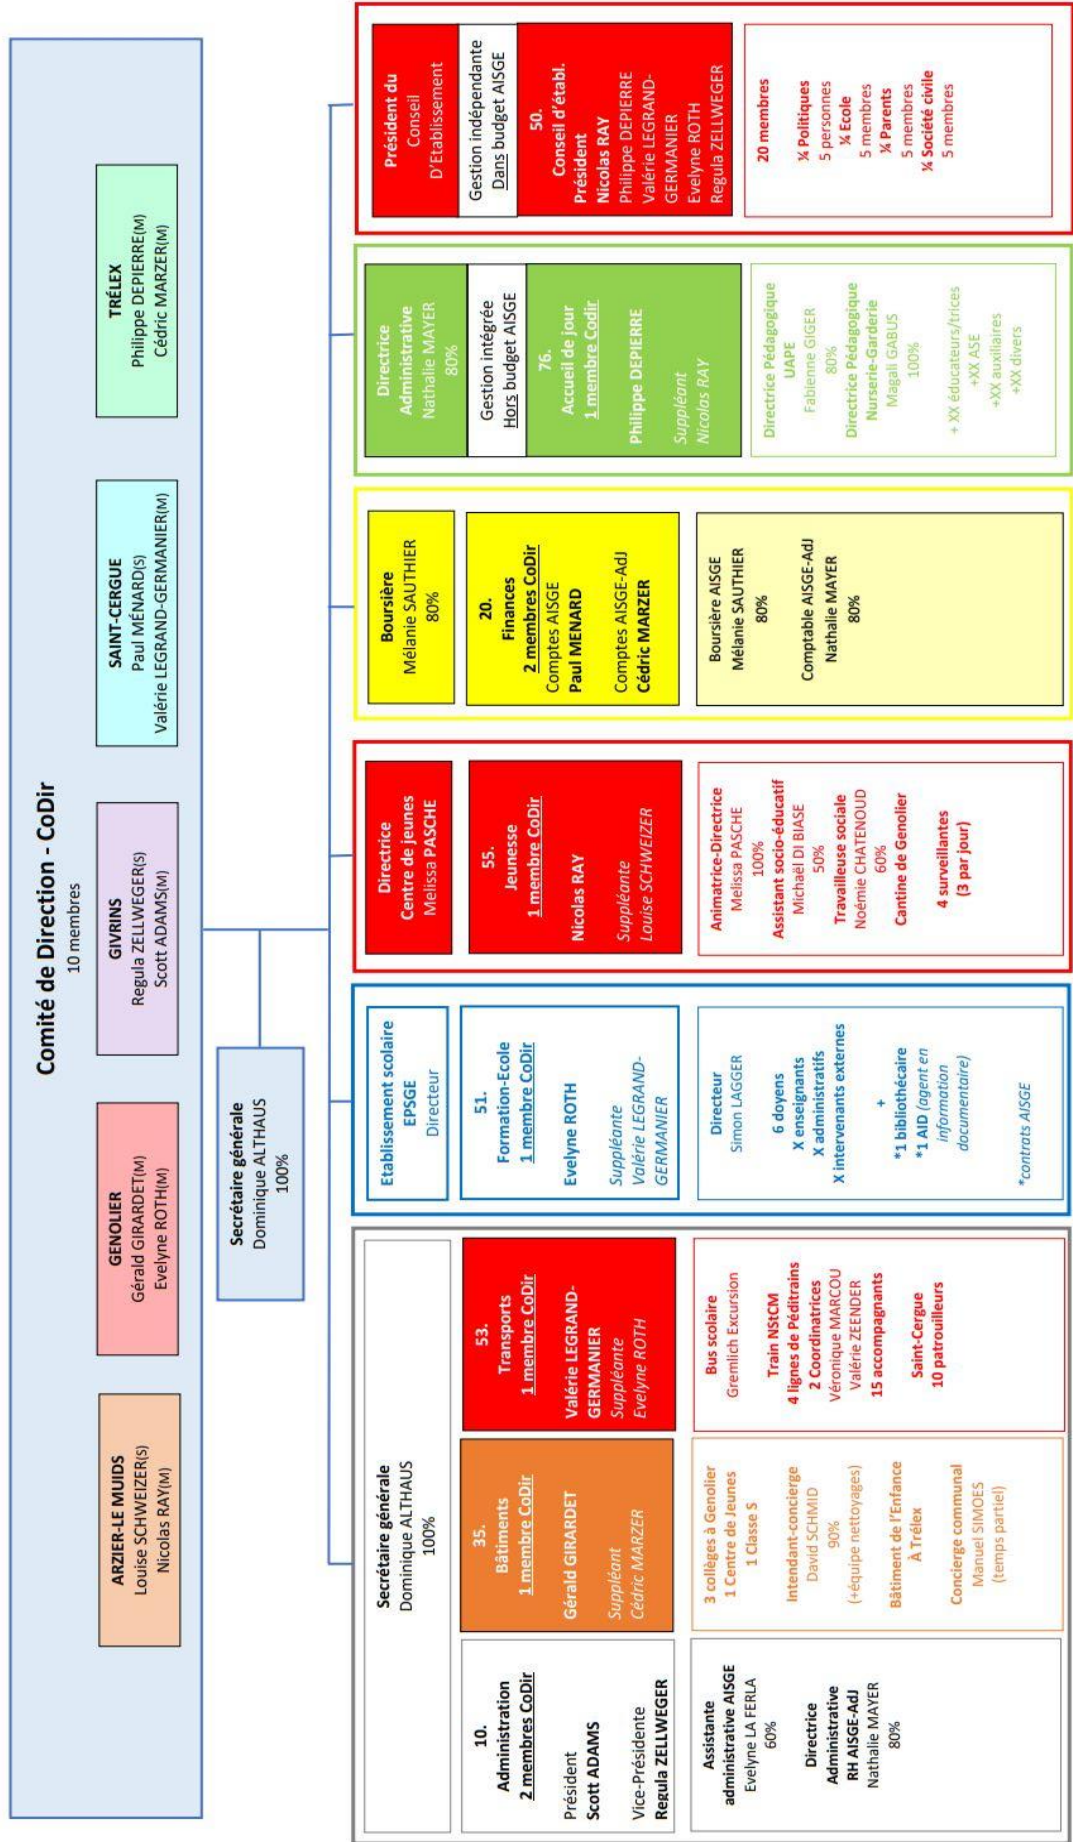 Comité de Direction - CoDir
10 membres
ARZIER-LE MUIDS
Louise SCHWEIZER(S)
Nicolas RAY(M)
GENOLIER
Gérald GIRARDET(M)
Evelyne ROTH(M)
GIVRINS
Regula ZELLWEGER(S)
Scott ADAMS(M)
SAINT-CERGUE
Paul MÉNARD(S)
Valérie LEGRAND-GERMANIER(M)
TRÉLEX
Philippe DEPIERRE(M)
Cédric MARZER(M)
Secrétaire générale
Dominique ALTHAUS
100%
Secrétaire générale
Dominique ALTHAUS
100%
10.
Administration
2 membres CoDir
Président
Scott ADAMS
Vice-Présidente
Regula ZELLWEGER
Assistante
administrative AISGE
Evelyne LA FERLA
60%
Directrice
Administrative
RH AISGE-AdJ
Nathalie MAYER
80%
35.
Bâtiments
1 membre CoDir
Gérald GIRARDET
Suppléant
Cédric MARZER
3 collèges à Genolier
1 Centre de Jeunes
1 Classe S
Intendant-concierge
David SCHMID
90%
(+équipe nettoyages)
Bâtiment de l'Enfance
À Trélex
Concierge communal
Manuel SIMOES
(temps partiel)
53.
Transports
1 membre CoDir
Valérie LEGRAND-
GERMANIER
Suppléante
Evelyne ROTH
Bus scolaire
Gremlich Excursion
Train NStCM
4 lignes de Péditrains
2 Coordinatrices
Véronique MARCOU
Valérie ZEENDER
15 accompagnants
Saint-Cergue
10 patrouilleurs
Etablissement scolaire
EPSGE
Directeur
51.
Formation-Ecole
1 membre CoDir
Evelyne ROTH
Suppléante
Valérie LEGRAND-
GERMANIER
Directeur
Simon LAGGER
6 doyens
X enseignants
X administratifs
X intervenants externes
+
*1 bibliothécaire
*1 AID (agent en
information
documentaire)
*contrats AISGE
Directrice
Centre de jeunes
Melissa PASCHE
55.
Jeunesse
1 membre CoDir
Nicolas RAY
Suppléante
Louise SCHWEIZER
Animatrice-Directrice
Melissa PASCHE
100%
Assistant socio-éducatif
Michaël DI BIASE
50%
Travailleuse sociale
Noémie CHATENOUD
60%
Cantine de Genolier
4 surveillantes
(3 par jour)
Boursière
Mélanie SAUTHIER
80%
20.
Finances
2 membres CoDir
Comptes AISGE
Paul MENARD
Comptes AISGE-AdJ
Cédric MARZER
Boursière AISGE
Mélanie SAUTHIER
80%
Comptable AISGE-AdJ
Nathalie MAYER
80%
Directrice
Administrative
Nathalie MAYER
80%
Gestion intégrée
Hors budget AISGE
76.
Accueil de jour
1 membre Codir
Philippe DEPIERRE
Suppléant
Nicolas RAY
Directrice Pédagogique
UAPE
Fabienne GIGER
80%
Directrice Pédagogique
Nurserie-Garderie
Magali GABUS
100%
+ XX éducateurs/trices
+XX ASE
+XX auxiliaires
+XX divers
Président du
Conseil
D'Etablissement
Gestion indépendante
Dans budget AISGE
50.
Conseil d'établ.
Président
Nicolas RAY
Philippe DEPIERRE
Valérie LEGRAND-
GERMANIER
Evelyne ROTH
Regula ZELLWEGER
20 membres
¼ Politiques
5 personnes
¼ Ecole
5 membres
¼ Parents
5 membres
¼ Société civile
5 membres